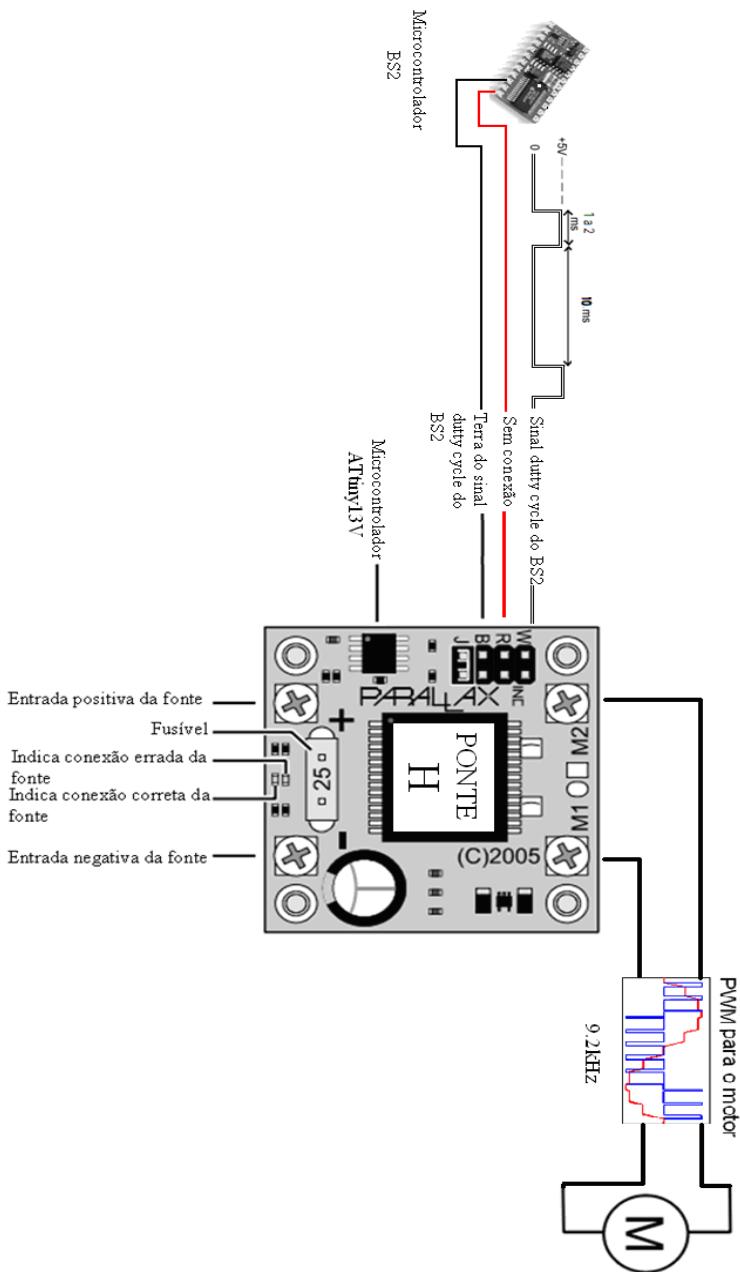 Microcontrolador
BS2
+5V
0
1 a 2
ms
10 ms
Sinal dutty cycle do BS2
Sem conexão
Terra do sinal
dutty cycle do
BS2
Microcontrolador
ATtiny13V
W
R
B
J
INC
PARALLAX
PONTE
H
M2
M1
(C)2005
+
25
-
Entrada positiva da fonte
Fusível
Indica conexão errada da
fonte
Indica conexão correta da
fonte
Entrada negativa da fonte
PWM para o motor
9.2kHz
M